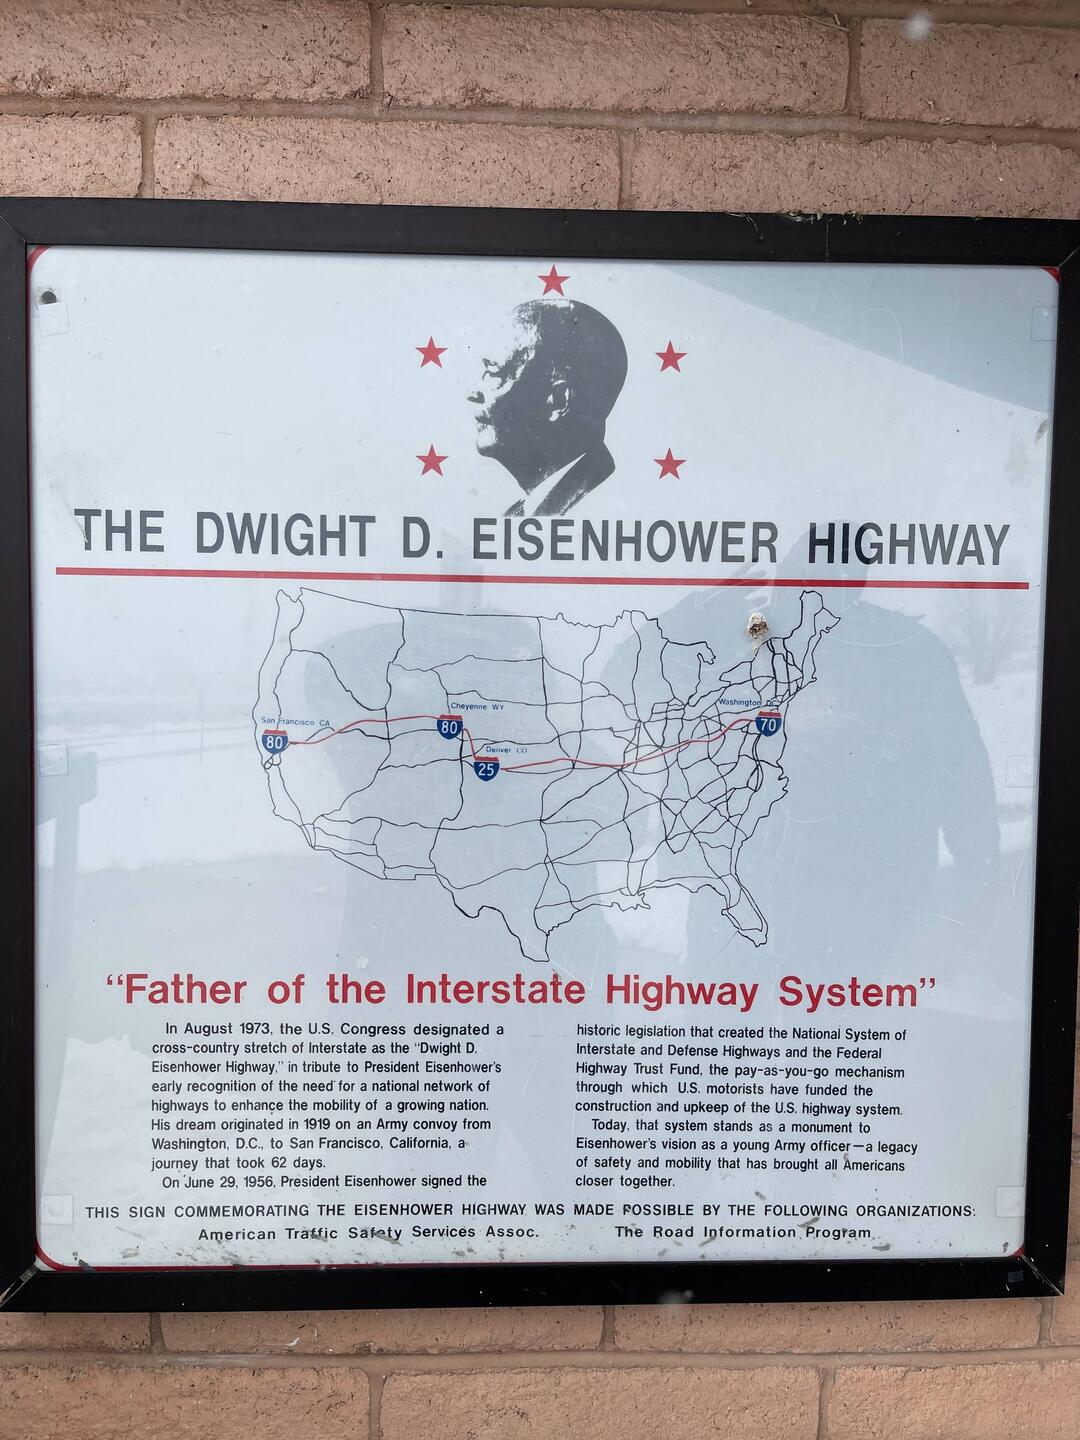 THE DWIGHT D. EISENHOWER HIGHWAY
Cheyenne WY
Washington DC
San Francisco CA
80
80
70
Denver CO
25
"Father of the Interstate Highway System"
In August 1973, the U.S. Congress designated a
cross-country stretch of Interstate as the "Dwight D.
Eisenhower Highway," in tribute to President Eisenhower's
early recognition of the need for a national network of
highways to enhance the mobility of a growing nation.
His dream originated in 1919 on an Army convoy from
Washington, D.C., to San Francisco, California, a
journey that took 62 days.
On June 29, 1956, President Eisenhower signed the
historic legislation that created the National System of
Interstate and Defense Highways and the Federal
Highway Trust Fund, the pay-as-you-go mechanism
through which U.S. motorists have funded the
construction and upkeep of the U.S. highway system.
Today, that system stands as a monument to
Eisenhower's vision as a young Army officer—a legacy
of safety and mobility that has brought all Americans
closer together.
THIS SIGN COMMEMORATING THE EISENHOWER HIGHWAY WAS MADE POSSIBLE BY THE FOLLOWING ORGANIZATIONS:
American Traffic Safety Services Assoc.
The Road Information Program